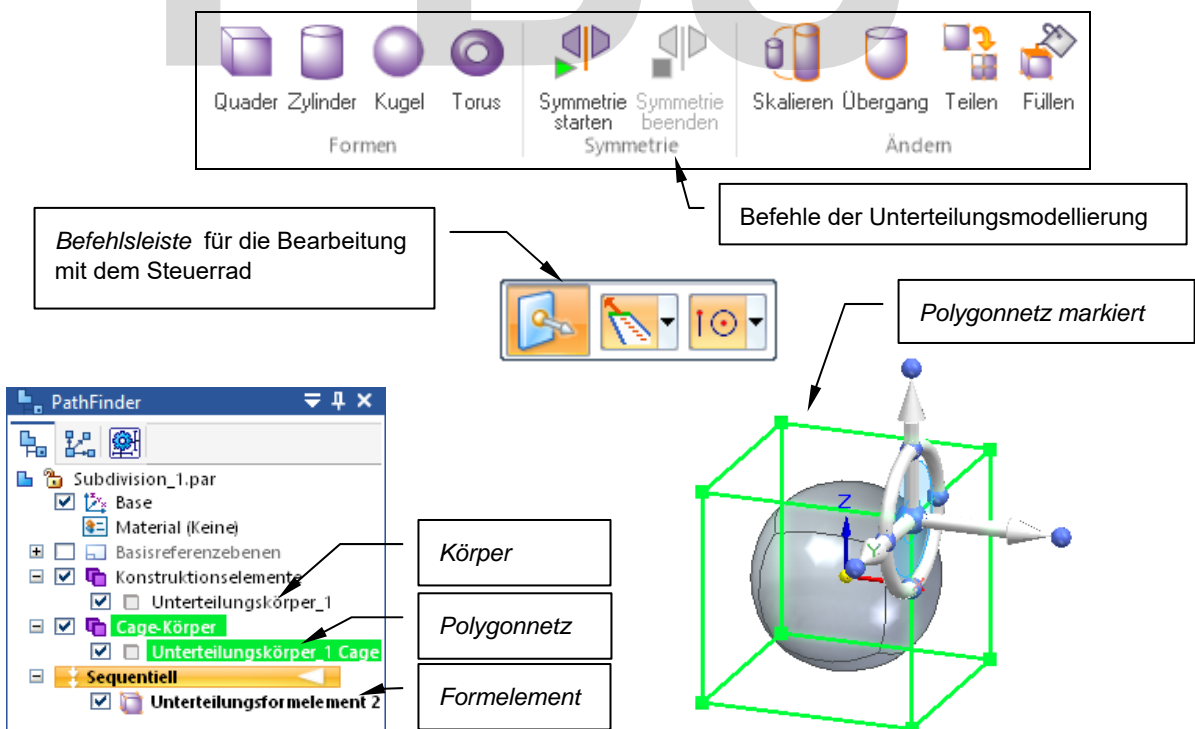 Quader Zylinder Kugel Torus
Formen
Symmetrie starten
Symmetrie beenden
Symmetrie
Skalieren Übergang Teilen Füllen
Ändern
Befehle der Unterteilungsmodellierung
Befehlsleiste für die Bearbeitung
mit dem Steuerrad
Polygonnetz markiert
PathFinder
Subdivision_1.par
Base
Material (Keine)
Basisreferenzebenen
Konstruktionselemente
Unterteilungskörper_1
Cage-Körper
Unterteilungskörper_1 Cage
Sequentiell
Unterteilungsformelement 2
Körper
Polygonnetz
Formelement
Z
Y